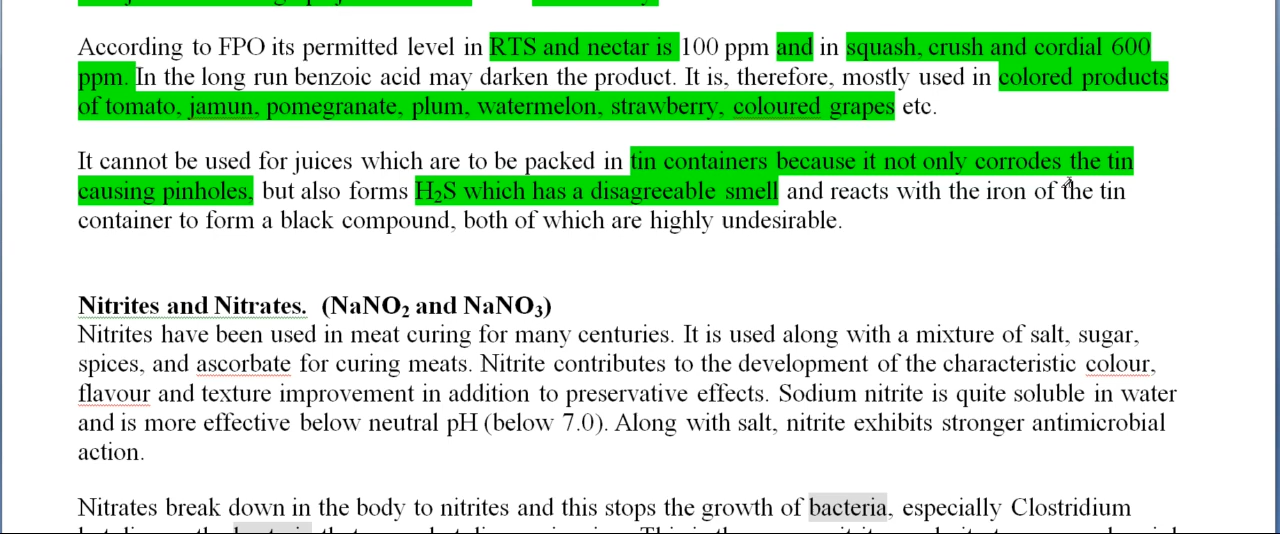 According to FPO its permitted level in RTS and nectar is 100 ppm and in squash, crush and cordial 600
ppm. In the long run benzoic acid may darken the product. It is, therefore, mostly used in colored products
of tomato, jamun, pomegranate, plum, watermelon, strawberry, coloured grapes etc.
It cannot be used for juices which are to be packed in tin containers because it not only corrodes the tin
causing pinholes, but also forms H₂S which has a disagreeable smell and reacts with the iron of the tin
container to form a black compound, both of which are highly undesirable.
Nitrites and Nitrates. (NaNO₂ and NaNO₃)
Nitrites have been used in meat curing for many centuries. It is used along with a mixture of salt, sugar,
spices, and ascorbate for curing meats. Nitrite contributes to the development of the characteristic colour,
flavour and texture improvement in addition to preservative effects. Sodium nitrite is quite soluble in water
and is more effective below neutral pH (below 7.0). Along with salt, nitrite exhibits stronger antimicrobial
action.
Nitrates break down in the body to nitrites and this stops the growth of bacteria, especially Clostridium